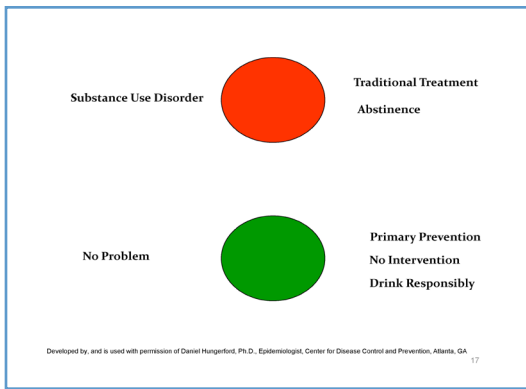 Substance Use Disorder
Traditional Treatment
Abstinence
No Problem
Primary Prevention
No Intervention
Drink Responsibly
Developed by, and is used with permission of Daniel Hungerford, Ph.D., Epidemiologist, Center for Disease Control and Prevention, Atlanta, GA
17